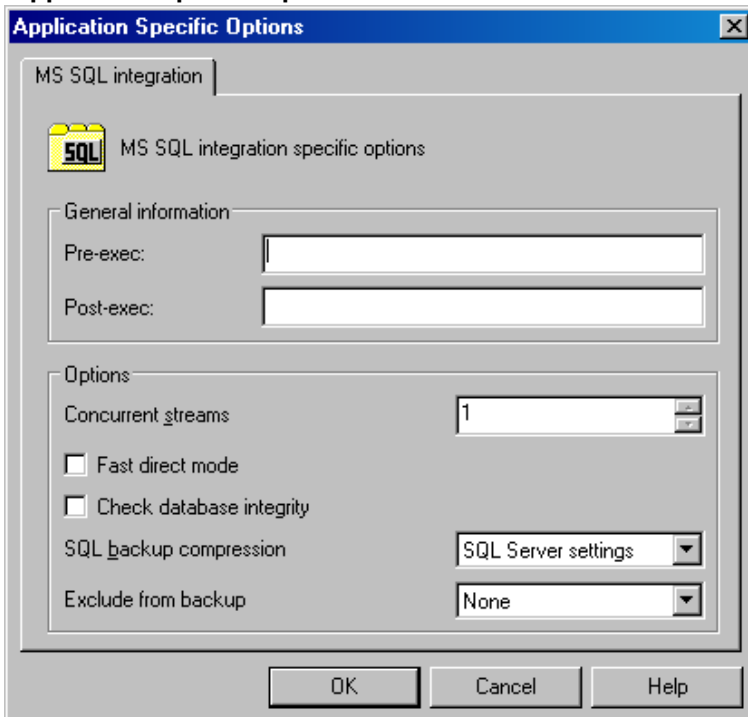 Application Specific Options
MS SQL integration
SQL MS SQL integration specific options
General information
Pre-exec:
Post-exec:
Options
Concurrent streams 1
Fast direct mode
Check database integrity
SQL backup compression SQL Server settings
Exclude from backup None
OK Cancel Help